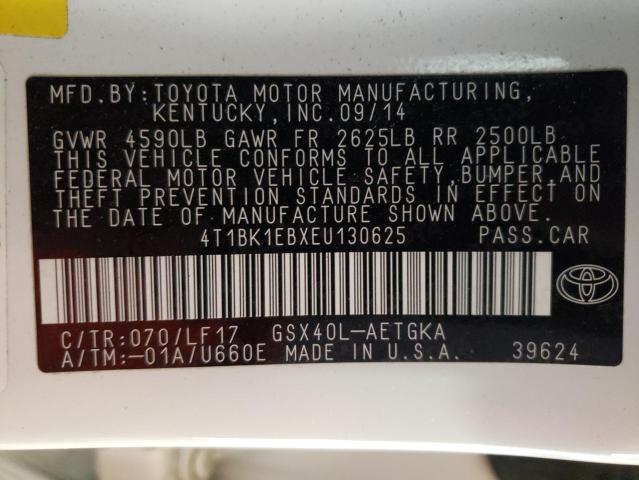 MFD.BY:TOYOTA MOTOR MANUFACTURING,
KENTUCKY,INC.09/14
GVWR 4590LB GAWR FR 2625LB RR 2500LB
THIS VEHICLE CONFORMS TO ALL APPLICABLE
FEDERAL MOTOR VEHICLE SAFETY,BUMPER,AND
THEFT PREVENTION STANDARDS IN EFFECT ON
THE DATE OF MANUFACTURE SHOWN ABOVE.
4T1BK1EBXEU130625 PASS.CAR
C/TR:070/LF17 GSX40L-AETGKA
A/TM:-01A/U660E MADE IN U.S.A. 39624